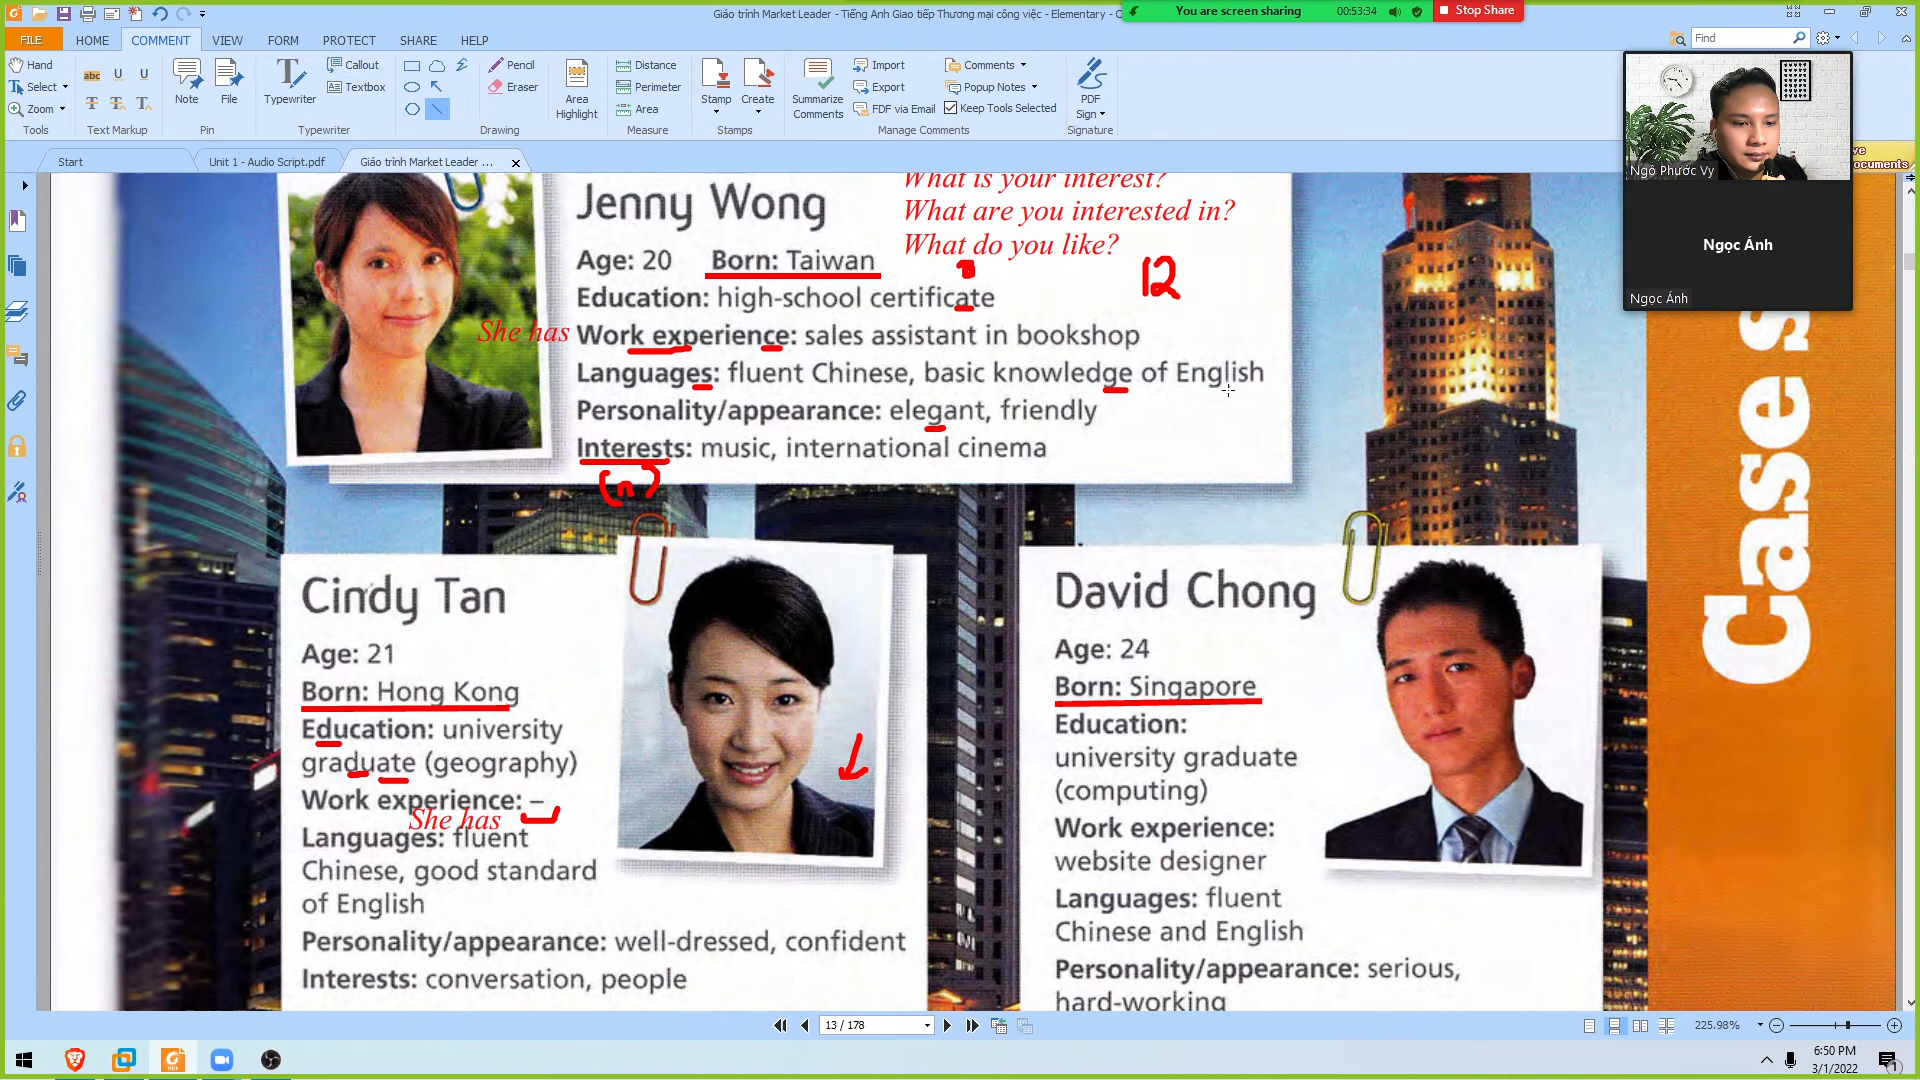 Giáo trình Market Leader - Tiếng Anh Giao tiếp Thương mại công việc - Elementary - C
You are screen sharing 00:53:34 Stop Share
FILE HOME COMMENT VIEW FORM PROTECT SHARE HELP
Find
Hand
Select
Zoom
Tools
abc U U
T T T
Text Markup
Note File
Pin
Typewriter
Callout
Textbox
Typewriter
Pencil
Eraser
Drawing
Area Highlight
Distance
Perimeter
Area
Measure
Stamp Create
Stamps
Summarize Comments
Import
Export
FDF via Email
Comments
Popup Notes
Keep Tools Selected
Manage Comments
PDF Sign
Signature
Start
Unit 1 - Audio Script.pdf
Giáo trình Market Leader ...
ocuments
Ngô Phước Vy
Ngọc Ánh
Ngọc Ánh
What is your interest?
What are you interested in?
What do you like?
12
Jenny Wong
Age: 20 Born: Taiwan
Education: high-school certificate
She has
Work experience: sales assistant in bookshop
Languages: fluent Chinese, basic knowledge of English
Personality/appearance: elegant, friendly
Interests: music, international cinema
(n)
Cindy Tan
Age: 21
Born: Hong Kong
Education: university
graduate (geography)
Work experience: –
She has
Languages: fluent
Chinese, good standard
of English
Personality/appearance: well-dressed, confident
Interests: conversation, people
David Chong
Age: 24
Born: Singapore
Education:
university graduate
(computing)
Work experience:
website designer
Languages: fluent
Chinese and English
Personality/appearance: serious,
hard-working
Case s
13 / 178
225.98%
6:50 PM
3/1/2022